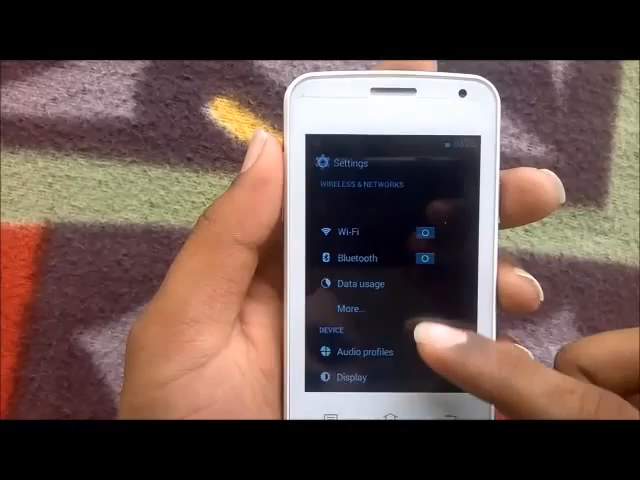 Settings
WIRELESS & NETWORKS
Wi-Fi
Bluetooth
Data usage
More...
DEVICE
Audio profiles
Display